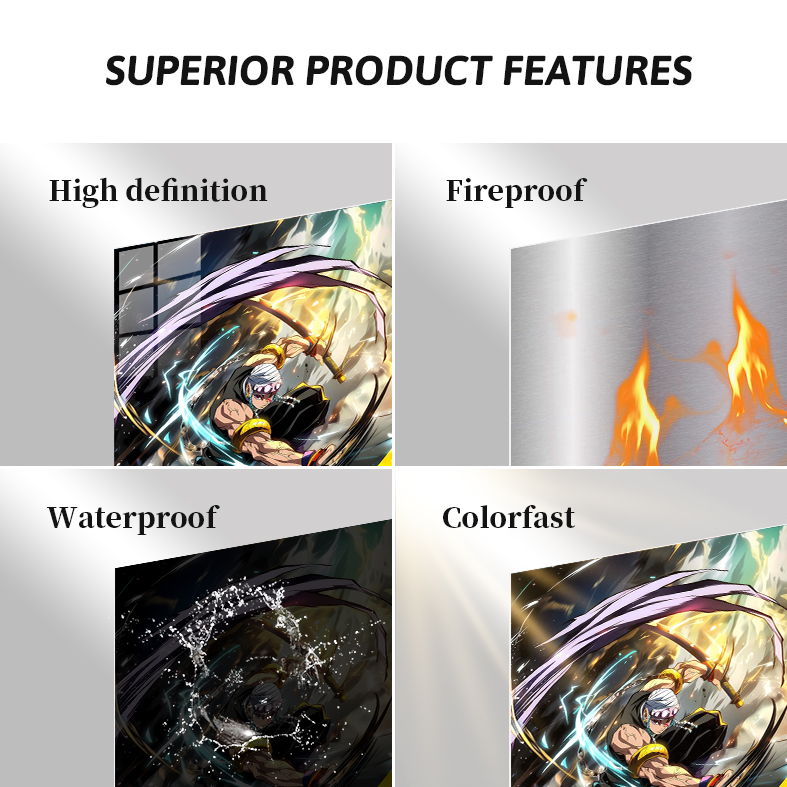 SUPERIOR PRODUCT FEATURES
High definition
Fireproof
Waterproof
Colorfast